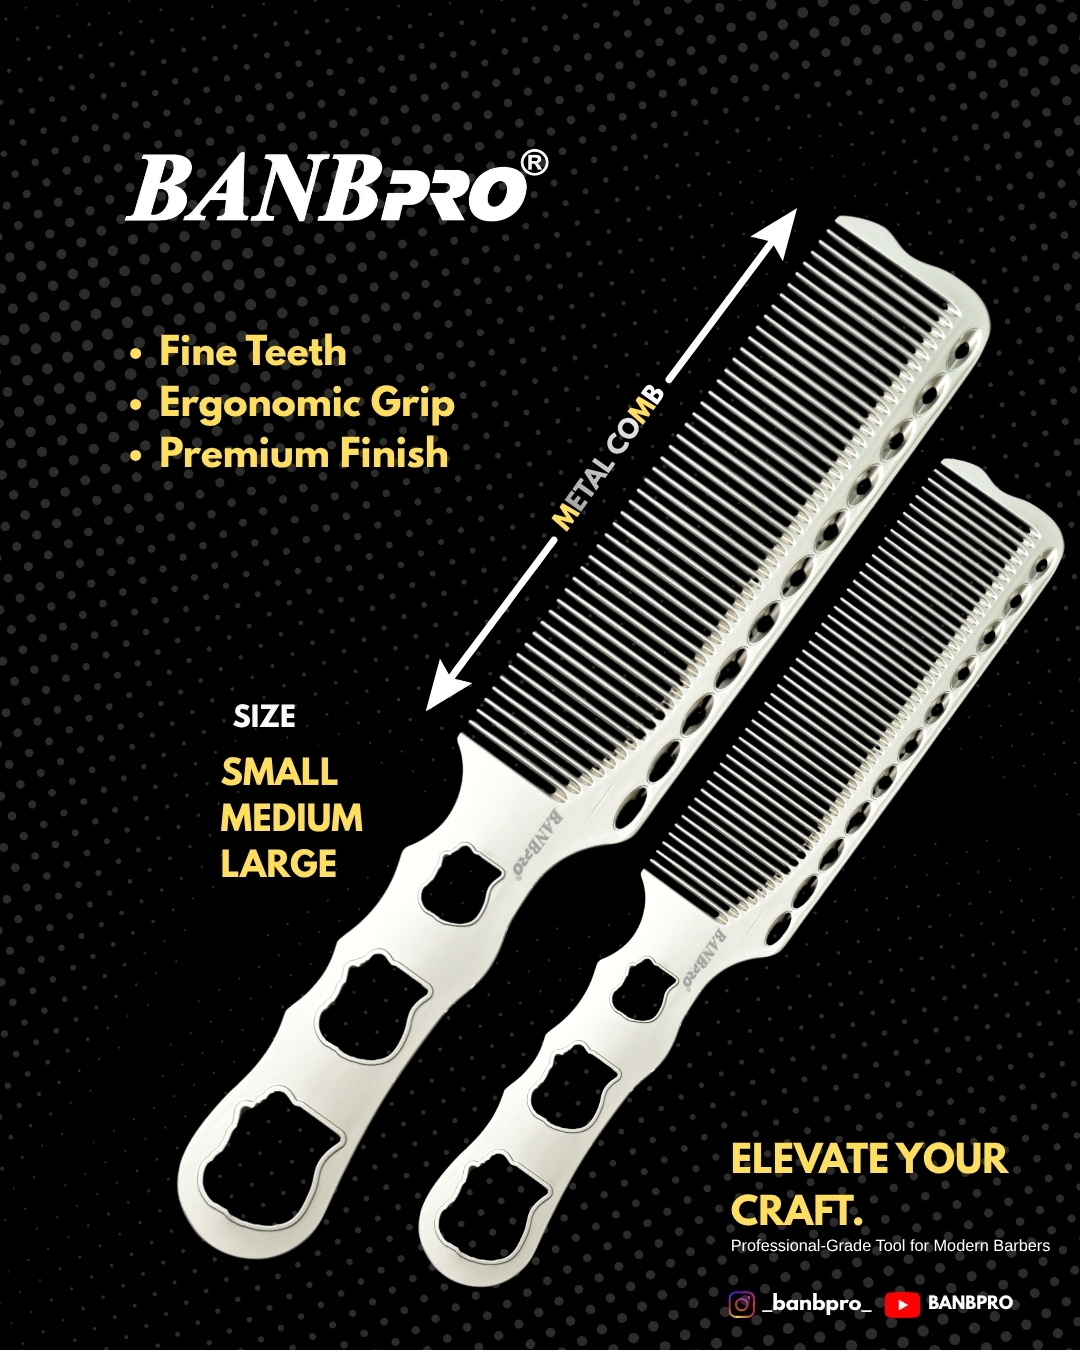 BANBPRO®
• Fine Teeth
• Ergonomic Grip
• Premium Finish
METAL COMB
SIZE
SMALL
MEDIUM
LARGE
BANBPRO®
BANBPRO®
ELEVATE YOUR
CRAFT.
Professional-Grade Tool for Modern Barbers
_banbpro_ BANBPRO